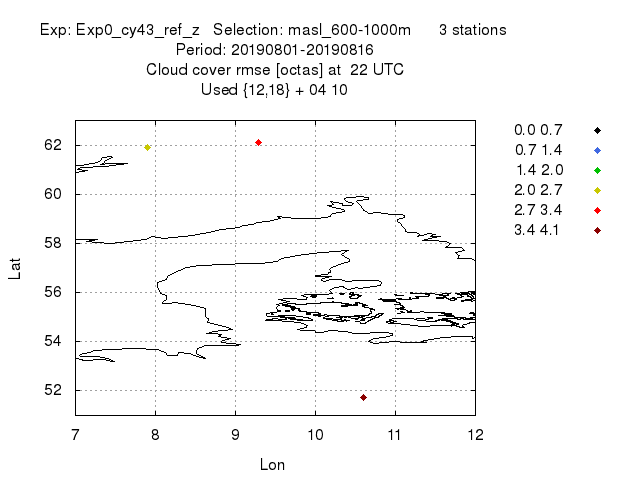 Exp: Exp0_cy43_ref_z   Selection: masl_600-1000m      3 stations
Period: 20190801-20190816
Cloud cover rmse [octas] at  22 UTC
Used {12,18} + 04 10
0.0 0.7
0.7 1.4
1.4 2.0
2.0 2.7
2.7 3.4
3.4 4.1
62
60
58
56
54
52
Lat
7 8 9 10 11 12
Lon